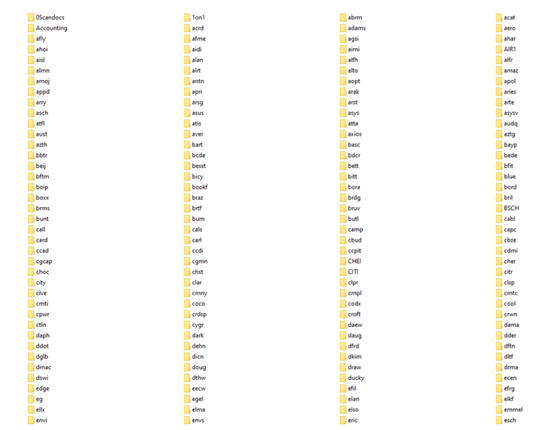 0Scandocs 1on1 abrm acat
Accounting acrd adams aero
afly afme agsi ahar
ahoi aidi aimi AIR1
aisl alan alfh alfr
almn alrt alto amaz
amoj antn aopt apol
appd apri arak aries
arry arsg arst arte
asch asus asys asysv
atfl atis atta audq
aust aver axios aztg
azth bart basc bayp
bbtr bcda bdcr bede
beij besst bett bfit
bftm bicy bitt blue
boip bookf bora bord
boxx braz brdg bril
brms brtf bruv BSCH
bunt burn butl cabl
call cals camp capc
card carl cbud cbze
ccad ccdi ccpit cdmi
cgcap cgmn CHEI cher
choc chst CITI citr
city clar clpr clsp
clve cmny cmpl cmtc
cmti coco codx cool
cpwr crdsp croft crwn
ctln cygr daew dama
daph dark daug dder
ddot dehn dfrd dftn
dglb dicn dkim dltf
dmac doug draw drma
dswi dthw ducky ecen
edge eecw efil efrg
eg egel elan elkf
ellx elma elso emmel
envi envs eric esch